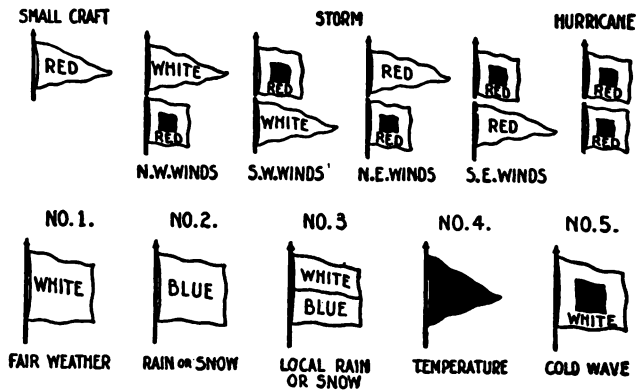 SMALL CRAFT STORM HURRICANE
RED WHITE RED RED RED RED
RED WHITE RED RED RED
N.W.WINDS S.W.WINDS' N.E.WINDS S.E.WINDS
NO.1. NO.2. NO.3 NO.4. NO.5.
WHITE BLUE WHITE BLUE WHITE
FAIR WEATHER RAIN OR SNOW LOCAL RAIN OR SNOW TEMPERATURE COLD WAVE